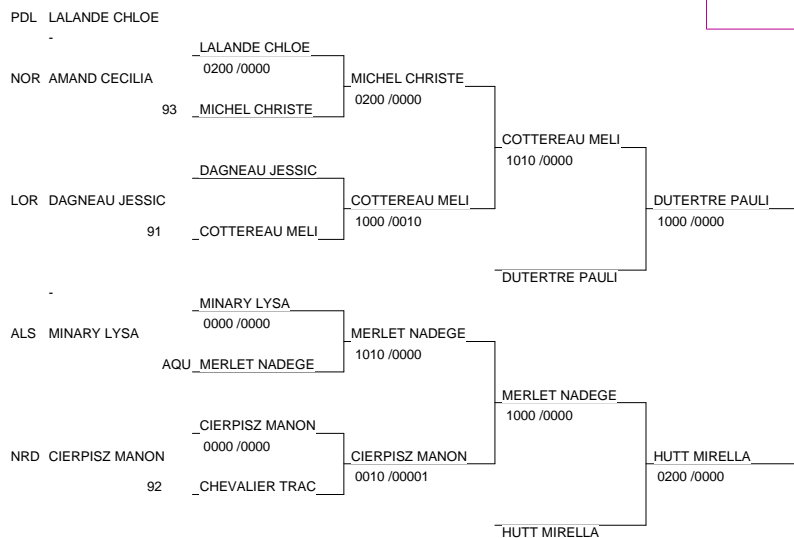 PDL LALANDE CHLOE
-
LALANDE CHLOE
0200 /0000
NOR AMAND CECILIA
MICHEL CHRISTE
0200 /0000
93 MICHEL CHRISTE
COTTEREAU MELI
1010 /0000
DAGNEAU JESSIC
LOR DAGNEAU JESSIC
COTTEREAU MELI
1000 /0010
DUTERTRE PAULI
1000 /0000
91 COTTEREAU MELI
DUTERTRE PAULI
-
MINARY LYSA
0000 /0000
ALS MINARY LYSA
MERLET NADEGE
1010 /0000
AQU MERLET NADEGE
MERLET NADEGE
1000 /0000
CIERPISZ MANON
0000 /0000
NRD CIERPISZ MANON
CIERPISZ MANON
0010 /00001
HUTT MIRELLA
0200 /0000
92 CHEVALIER TRAC
HUTT MIRELLA